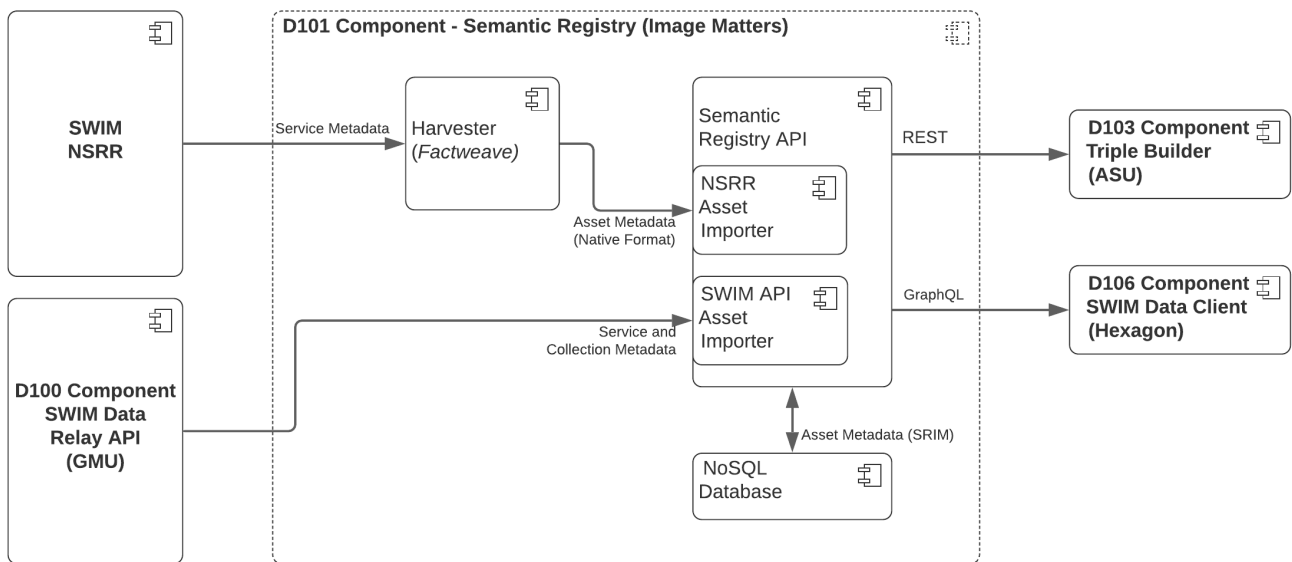 D101 Component - Semantic Registry (Image Matters)
SWIM
NSRR
Service Metadata
Harvester
(Factweave)
Asset Metadata
(Native Format)
Semantic
Registry API
NSRR
Asset
Importer
SWIM API
Asset
Importer
REST
D103 Component
Triple Builder
(ASU)
GraphQL
D106 Component
SWIM Data Client
(Hexagon)
D100 Component
SWIM Data
Relay API
(GMU)
Service and
Collection Metadata
Asset Metadata (SRIM)
NoSQL
Database